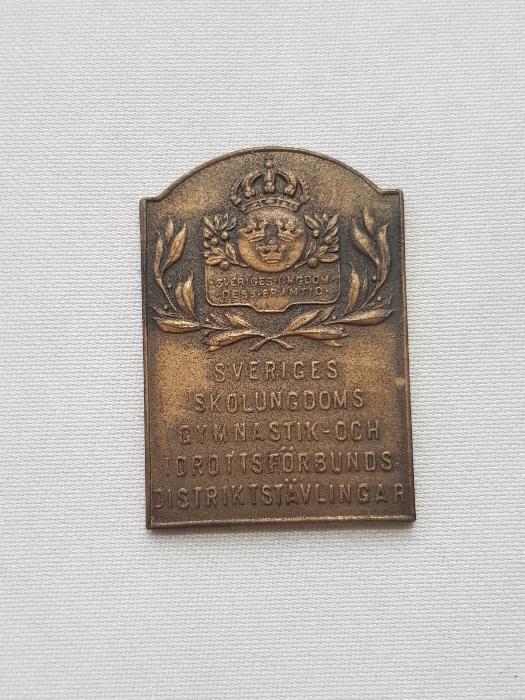 SVERIGES·UNGDOM
DESS·FRAMTID·
SVERIGES
SKOLUNGDOMS
GYMNASTIK-OCH
IDROTTSFÖRBUNDS
DISTRIKTSTÄVLINGAR